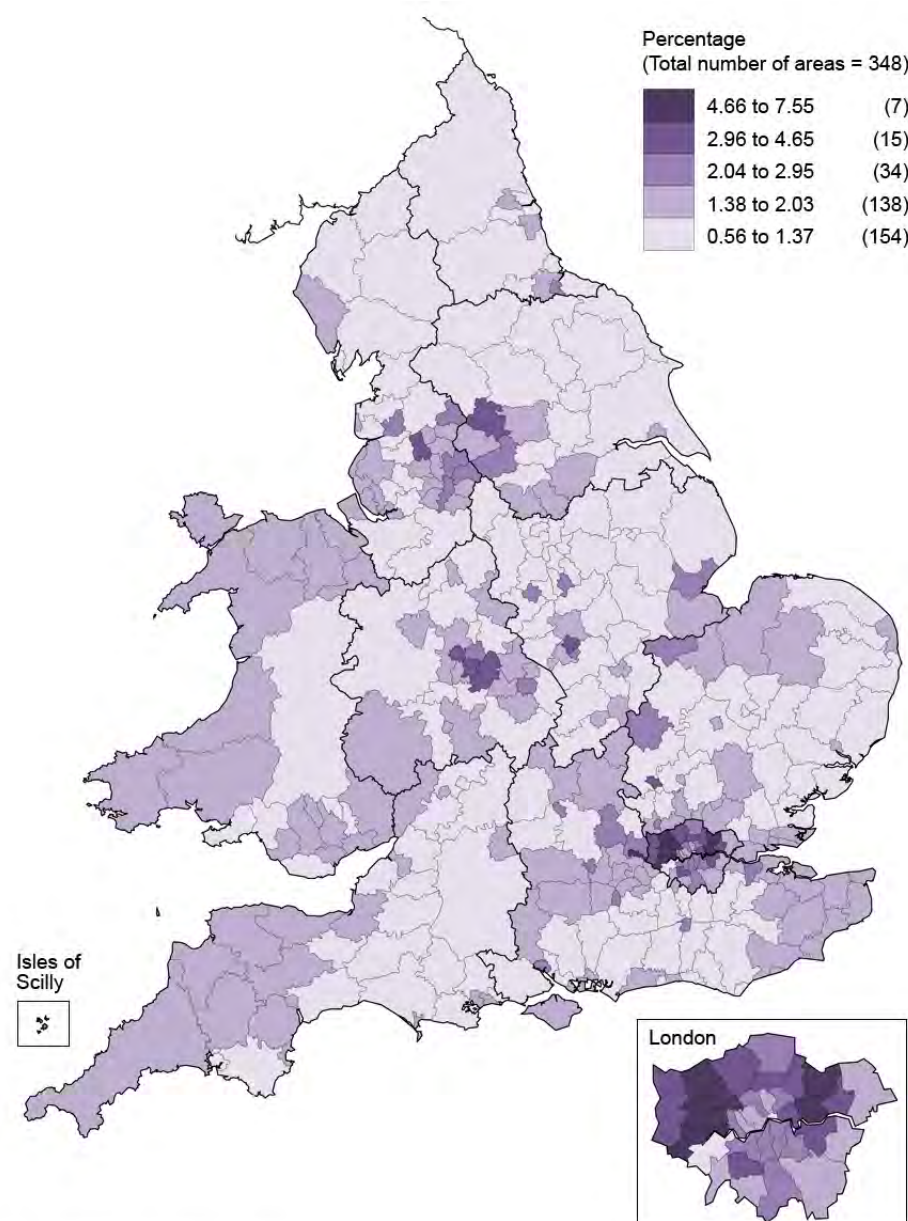 Percentage
(Total number of areas = 348)
4.66 to 7.55 (7)
2.96 to 4.65 (15)
2.04 to 2.95 (34)
1.38 to 2.03 (138)
0.56 to 1.37 (154)
Isles of
Scilly
London